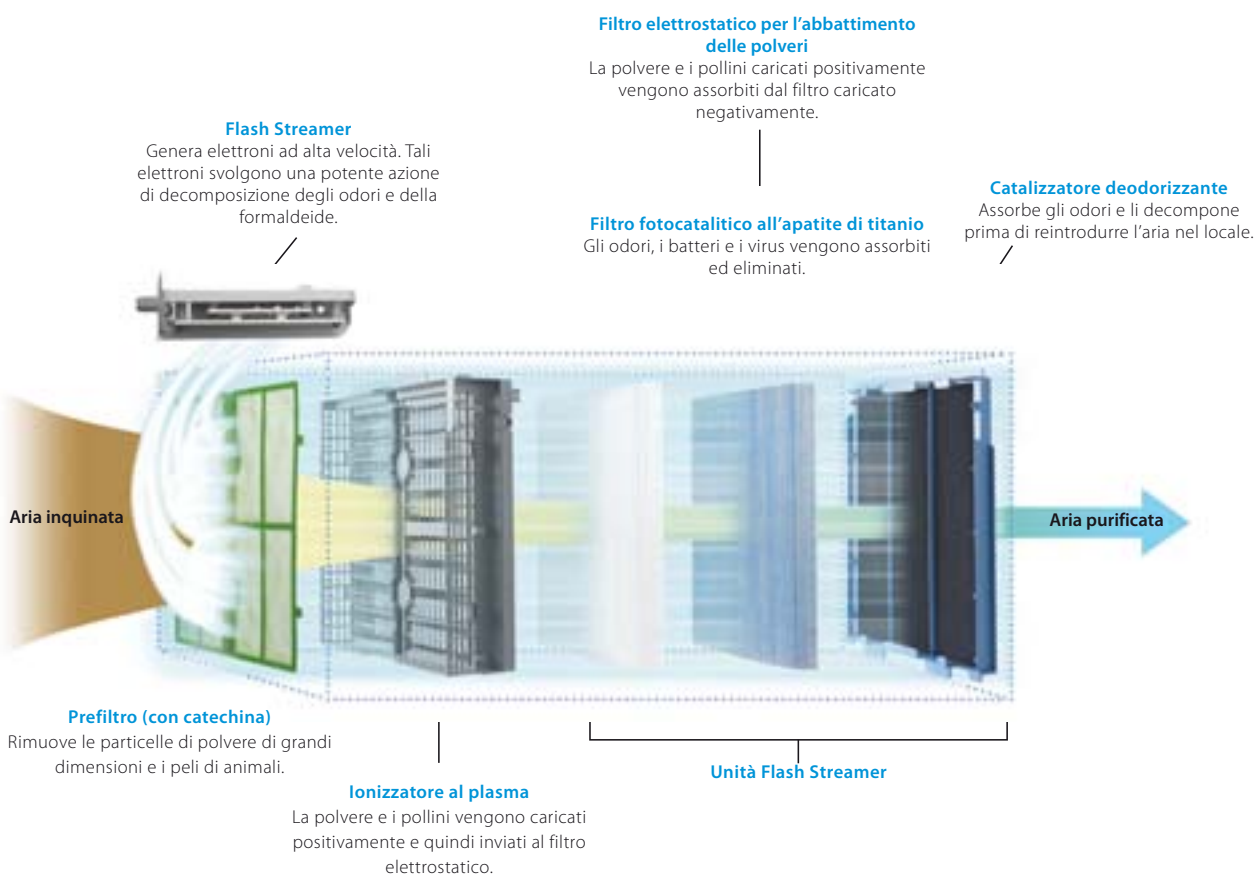 Filtro elettrostatico per l'abbattimento
delle polveri
La polvere e i pollini caricati positivamente
vengono assorbiti dal filtro caricato
negativamente.
Flash Streamer
Genera elettroni ad alta velocità. Tali
elettroni svolgono una potente azione
di decomposizione degli odori e della
formaldeide.
Filtro fotocatalitico all'apatite di titanio
Gli odori, i batteri e i virus vengono assorbiti
ed eliminati.
Catalizzatore deodorizzante
Assorbe gli odori e li decompone
prima di reintrodurre l'aria nel locale.
Aria inquinata
Aria purificata
Prefiltro (con catechina)
Rimuove le particelle di polvere di grandi
dimensioni e i peli di animali.
Ionizzatore al plasma
La polvere e i pollini vengono caricati
positivamente e quindi inviati al filtro
elettrostatico.
Unità Flash Streamer